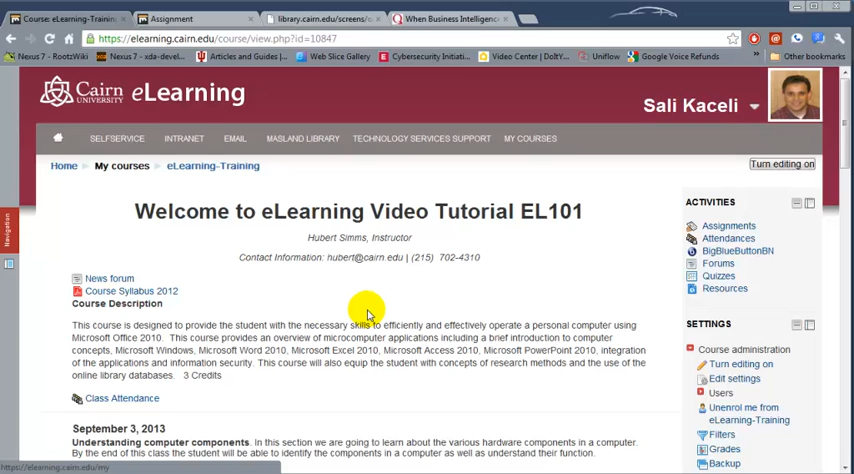 Course: eLearning-Training
Assignment
library.cairn.edu/screens/o
When Business Intelligenc
https://elearning.cairn.edu/course/view.php?id=10847
Nexus 7 - RootzWiki
Nexus 7 - xda-devel...
Articles and Guides |...
Web Slice Gallery
Cybersecurity Initiati...
Video Center | DoItY...
Uniflow
Google Voice Refunds
Other bookmarks
Cairn
UNIVERSITY
eLearning
Sali Kaceli
SELFSERVICE
INTRANET
EMAIL
MASLAND LIBRARY
TECHNOLOGY SERVICES SUPPORT
MY COURSES
Home
My courses
eLearning-Training
Turn editing on
Navigation
Welcome to eLearning Video Tutorial EL101
Hubert Simms, Instructor
Contact Information: hubert@cairn.edu | (215) 702-4310
News forum
Course Syllabus 2012
Course Description
This course is designed to provide the student with the necessary skills to efficiently and effectively operate a personal computer using
Microsoft Office 2010. This course provides an overview of microcomputer applications including a brief introduction to computer
concepts, Microsoft Windows, Microsoft Word 2010, Microsoft Excel 2010, Microsoft Access 2010, Microsoft PowerPoint 2010, integration
of the applications and information security. This course will also equip the student with concepts of research methods and the use of the
online library databases. 3 Credits
Class Attendance
September 3, 2013
Understanding computer components. In this section we are going to learn about the various hardware components in a computer.
By the end of this class the student will be able to identify the components in a computer as well as understand their function.
ACTIVITIES
Assignments
Attendances
BigBlueButtonBN
Forums
Quizzes
Resources
SETTINGS
Course administration
Turn editing on
Edit settings
Users
Unenrol me from
eLearning-Training
Filters
Grades
Backup
https://elearning.cairn.edu/my